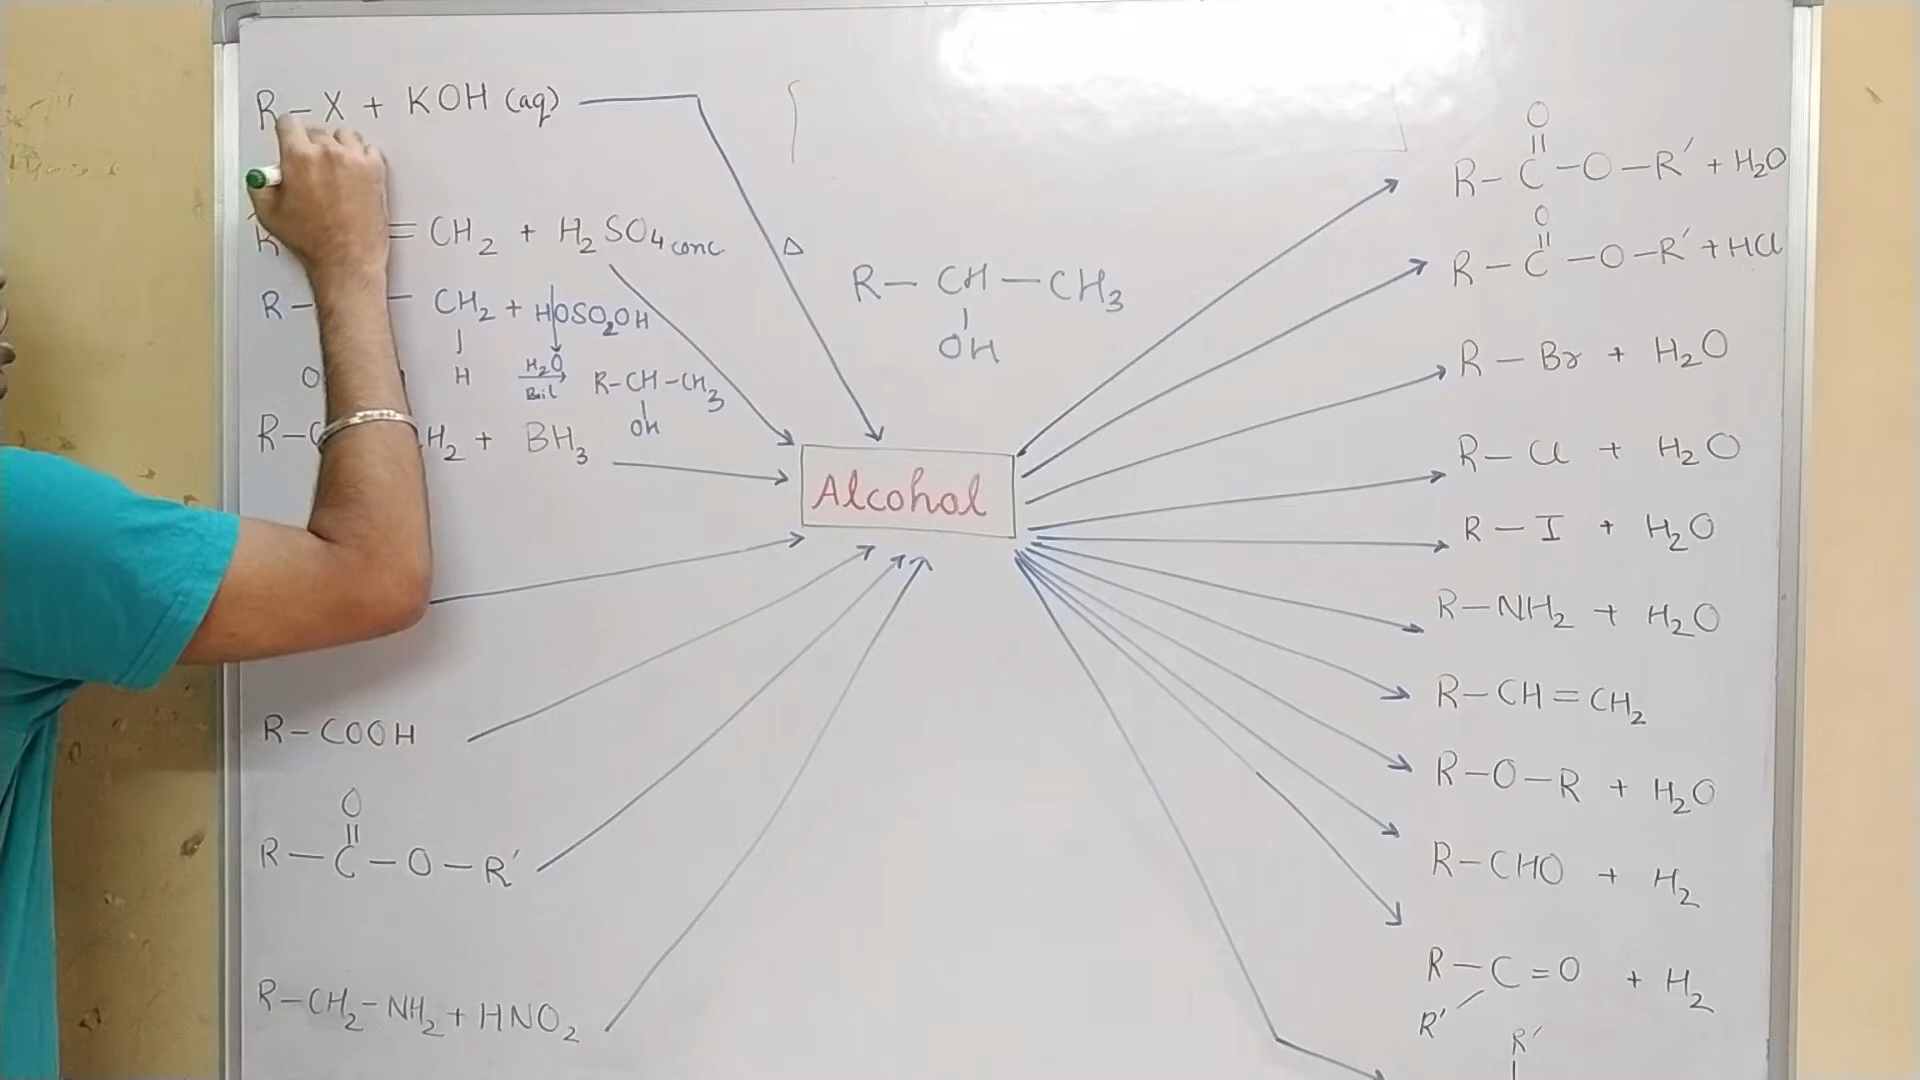 R – X + KOH (aq)
= CH2 + H2SO4 conc.
Δ
R – CH2 + HOSO2OH
H
H2O
Boil
R–CH–CH3
OH
R– H2 + BH3
R – CH – CH3
OH
Alcohol
R–COOH
O
R – C – O – R′
R–CH2–NH2 + HNO2
O
R – C – O – R′ + H2O
O
R – C – O – R′ + HCl
R – Br + H2O
R – Cl + H2O
R – I + H2O
R – NH2 + H2O
R–CH=CH2
R–O–R + H2O
R–CHO + H2
R – C = O + H2
R′
R′